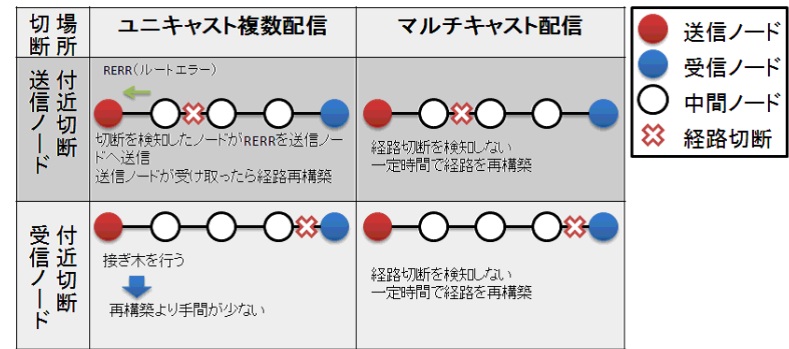 切断場所
ユニキャスト複数配信
マルチキャスト配信
送信ノード付近切断
RERR(ルートエラー)
切断を検知したノードがRERRを送信ノー
ドへ送信
送信ノードが受け取ったら経路再構築
経路切断を検知しない
一定時間で経路を再構築
受信ノード付近切断
接ぎ木を行う
再構築より手間が少ない
経路切断を検知しない
一定時間で経路を再構築
送信ノード
受信ノード
中間ノード
経路切断